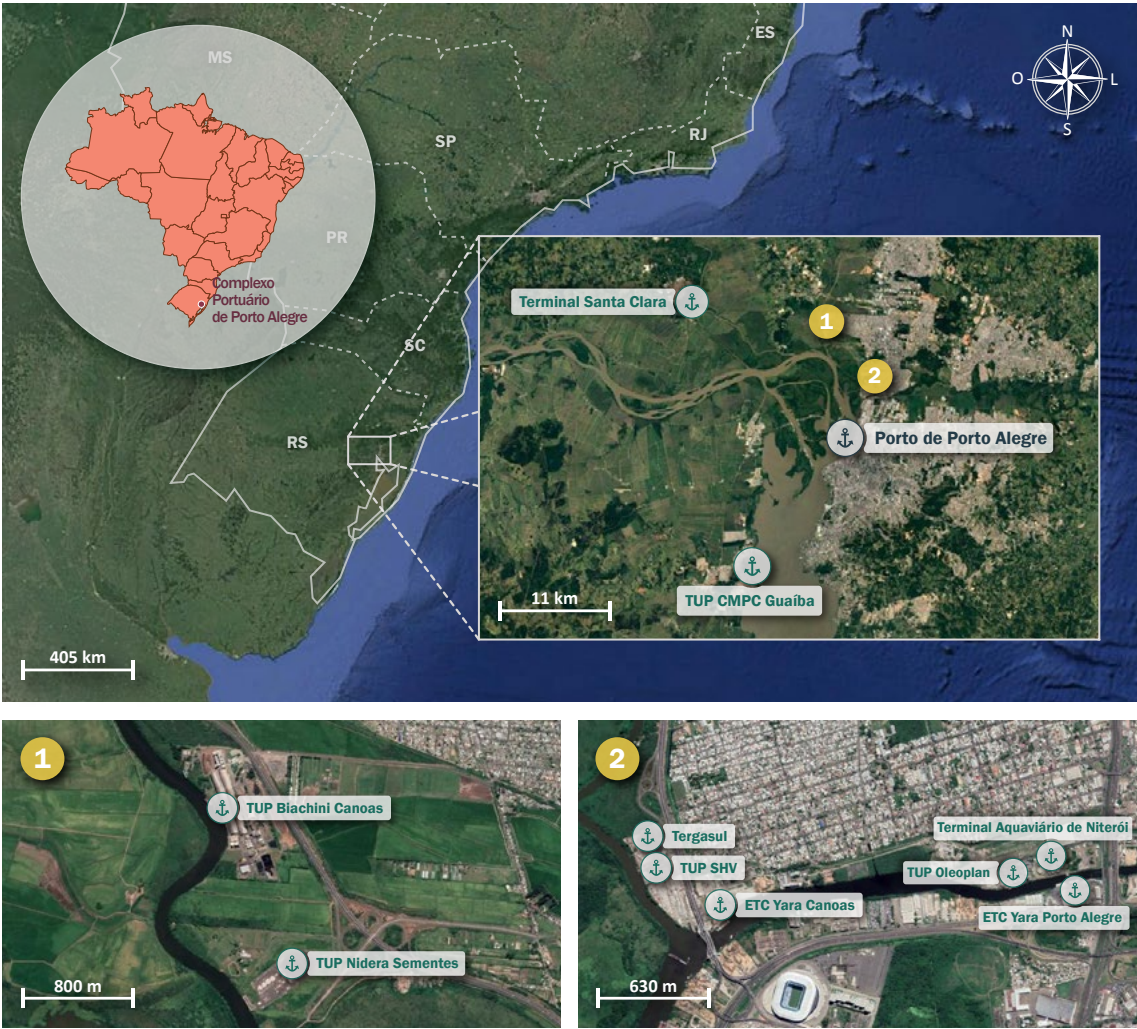 MS
ES
N
O
L
S
SP
RJ
PR
Complexo
Portuário
de Porto Alegre
SC
RS
Terminal Santa Clara
1
2
Porto de Porto Alegre
TUP CMPC Guaíba
11 km
405 km
1
TUP Biachini Canoas
TUP Nidera Sementes
800 m
2
Tergasul
TUP SHV
ETC Yara Canoas
Terminal Aquaviário de Niterói
TUP Oleoplan
ETC Yara Porto Alegre
630 m